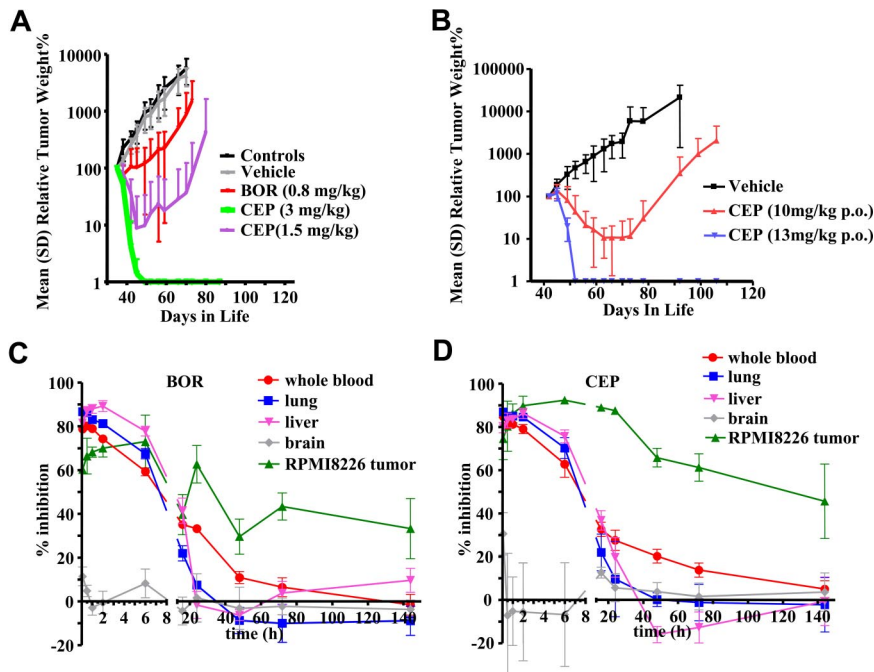 A
Mean (SD) Relative Tumor Weight%
10000
1000
100
10
1
40 60 80 100 120
Days in Life
Controls
Vehicle
BOR (0.8 mg/kg)
CEP (3 mg/kg)
CEP(1.5 mg/kg)
B
Mean (SD) Relative Tumor Weight%
100000
10000
1000
100
10
1
40 60 80 100 120
Days In Life
Vehicle
CEP (10mg/kg p.o.)
CEP (13mg/kg p.o.)
C
BOR
% inhibition
100
80
60
40
20
0
-20
2 4 6 8 20 40 60 80 100 120 140
time (h)
whole blood
lung
liver
brain
RPMI8226 tumor
D
CEP
% inhibition
100
80
60
40
20
0
-20
0 2 4 6 8 20 40 60 80 100 120 140
time (h)
whole blood
lung
liver
brain
RPMI8226 tumor